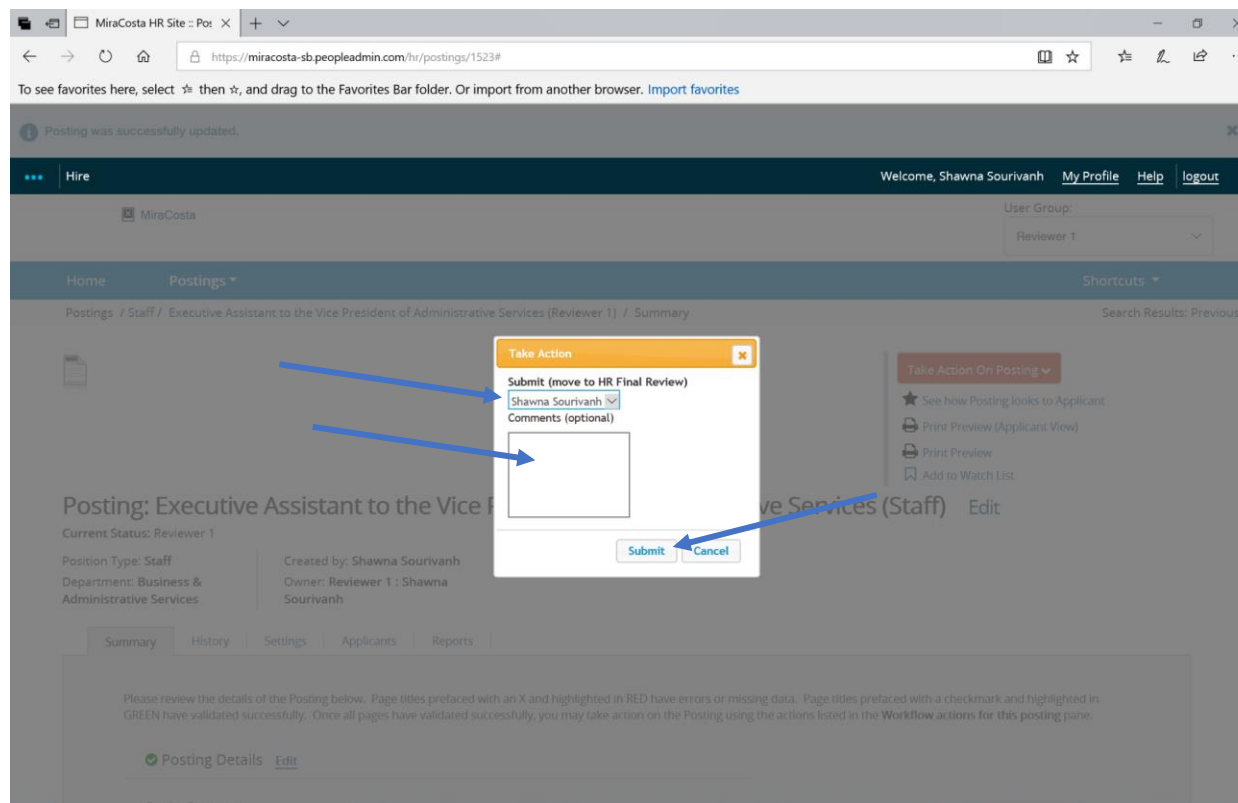 MiraCosta HR Site :: Pos
https://miracosta-sb.peopleadmin.com/hr/postings/1523#
To see favorites here, select then , and drag to the Favorites Bar folder. Or import from another browser. Import favorites
Posting was successfully updated.
Hire Welcome, Shawna Sourivanh My Profile Help logout
MiraCosta User Group:
Reviewer 1
Home Postings Shortcuts
Postings / Staff / Executive Assistant to the Vice President of Administrative Services (Reviewer 1) / Summary Search Results: Previous
Take Action
Submit (move to HR Final Review)
Shawna Sourivanh
Comments (optional)
Submit Cancel
Take Action On Posting
See how Posting looks to Applicant
Print Preview (Applicant View)
Print Preview
Add to Watch List
Posting: Executive Assistant to the Vice ve Services (Staff) Edit
Current Status: Reviewer 1
Position Type: Staff Created by: Shawna Sourivanh
Department: Business & Owner: Reviewer 1 : Shawna
Administrative Services Sourivanh
Summary History Settings Applicants Reports
Please review the details of the Posting below. Page titles prefaced with an X and highlighted in RED have errors or missing data. Page titles prefaced with a checkmark and highlighted in
GREEN have validated successfully. Once all pages have validated successfully, you may take action on the Posting using the actions listed in the Workflow actions for this posting pane.
Posting Details Edit